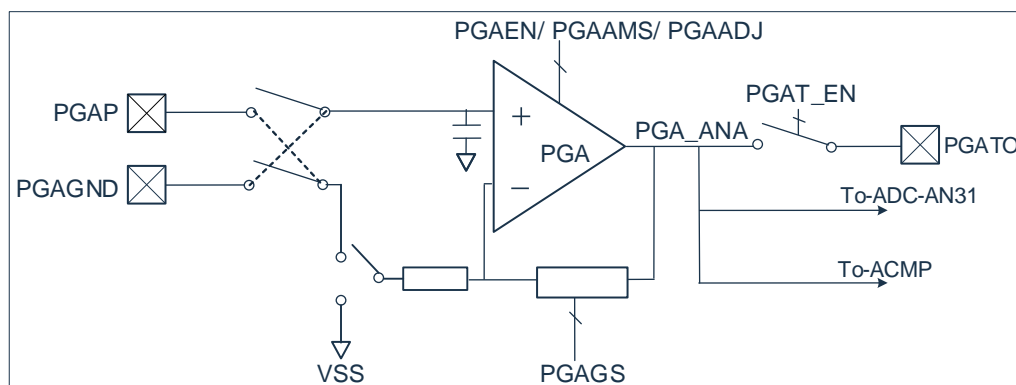 PGAEN/ PGAAMS/ PGAADJ
PGAP
PGAT_EN
+
PGA_ANA
PGA
PGATO
PGAGND
−
To-ADC-AN31
To-ACMP
VSS
PGAGS